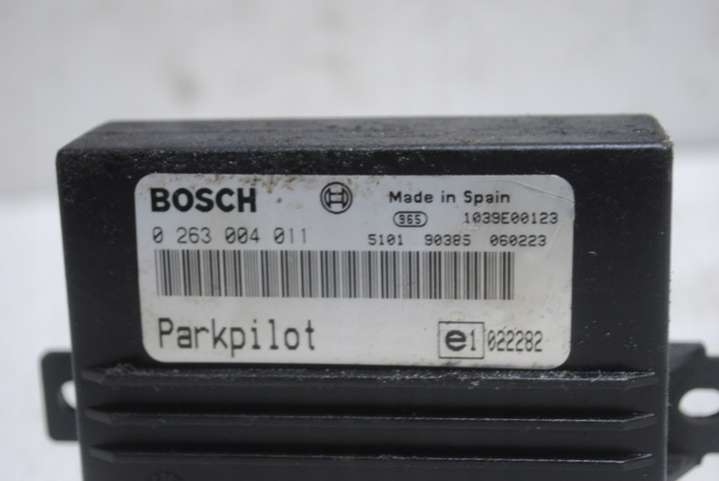 BOSCH
Made in Spain
965 1039E00123
0 263 004 011
5101 90385 060223
Parkpilot
e1 022282